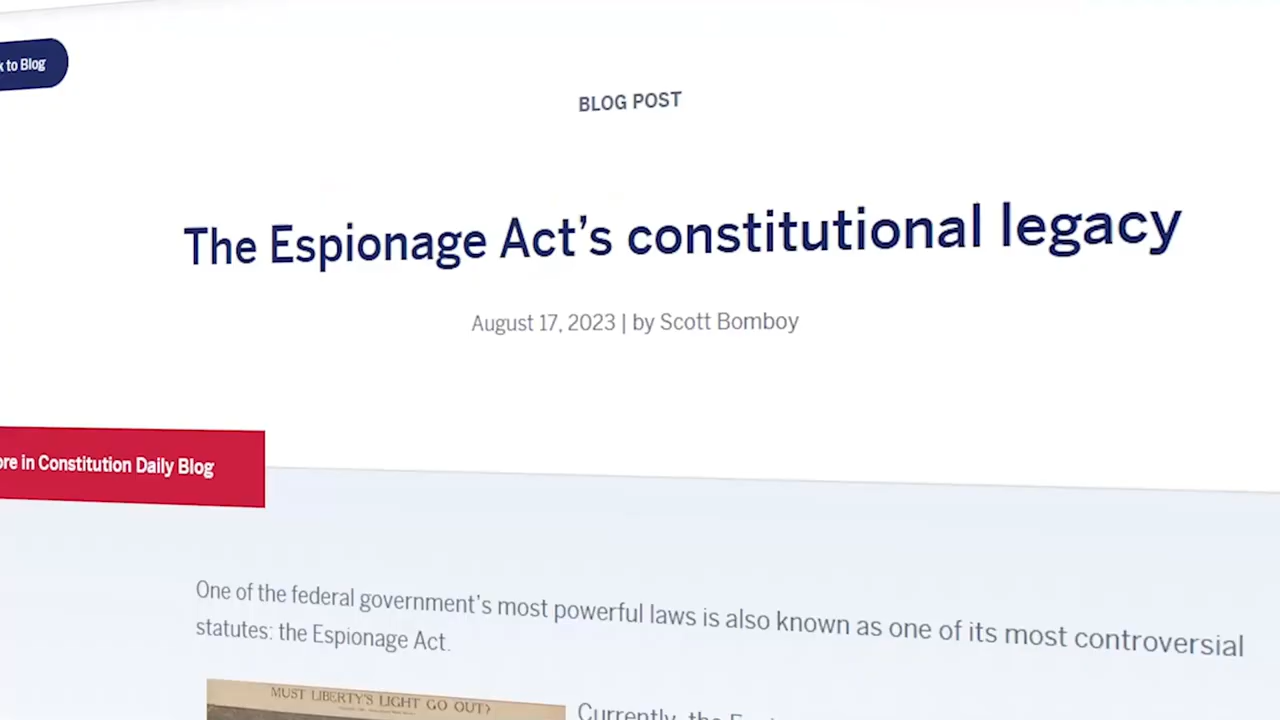 to Blog
BLOG POST
The Espionage Act’s constitutional legacy
August 17, 2023 | by Scott Bomboy
in Constitution Daily Blog
One of the federal government’s most powerful laws is also known as one of its most controversial
statutes: the Espionage Act.
MUST LIBERTY'S LIGHT GO OUT?
Currently, the